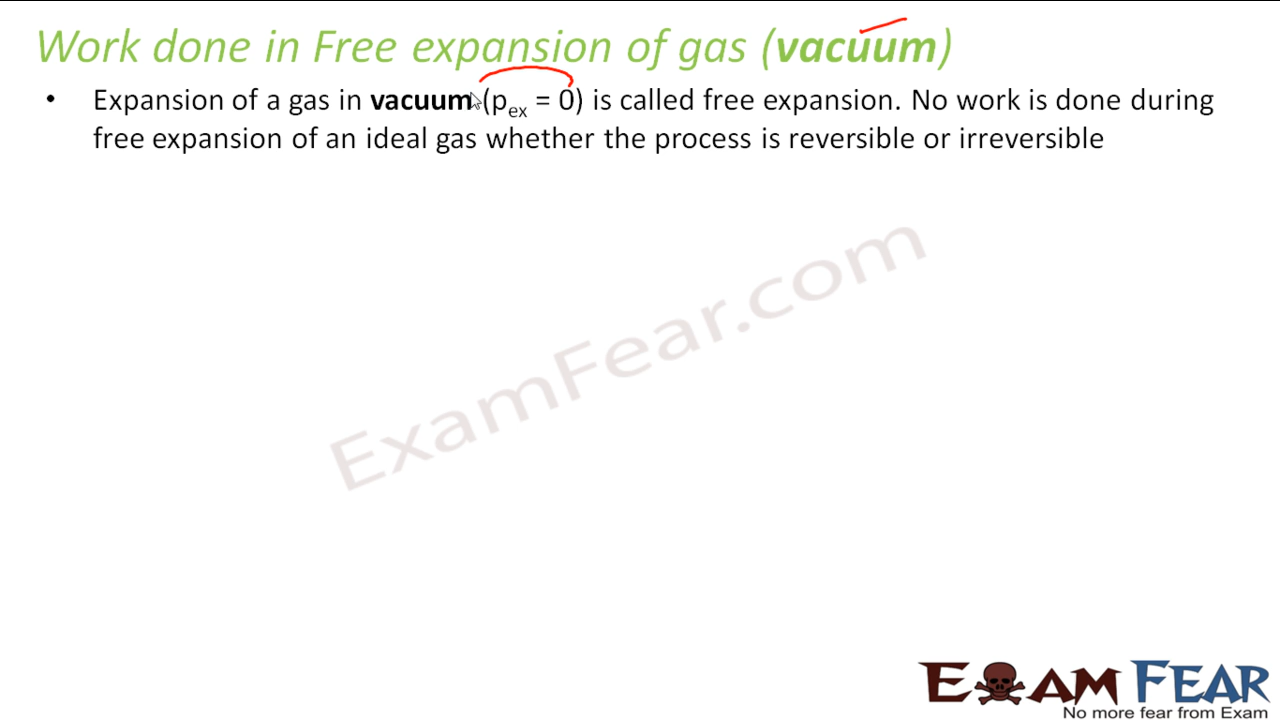 Work done in Free expansion of gas (vacuum)
• Expansion of a gas in vacuum (pex = 0) is called free expansion. No work is done during
free expansion of an ideal gas whether the process is reversible or irreversible
ExamFear.com
EXAM FEAR
No more fear from Exam